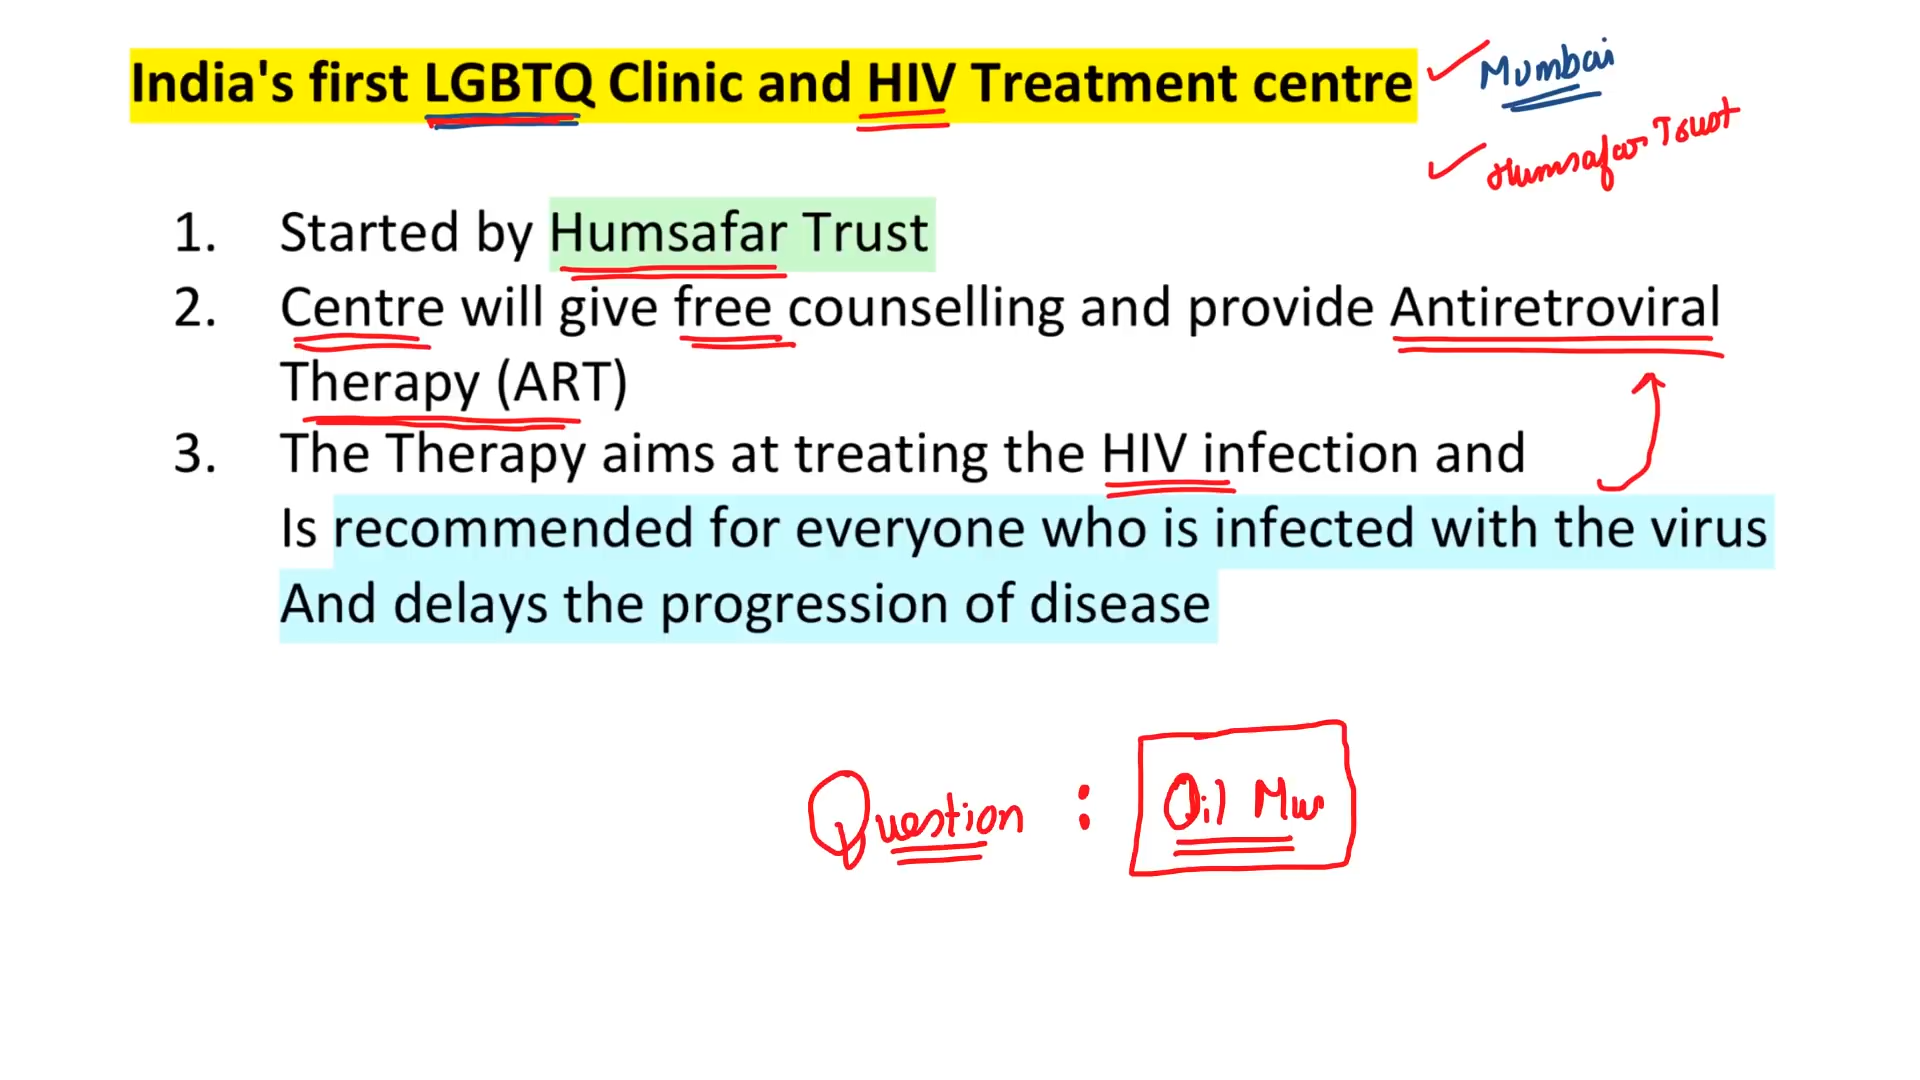 India's first LGBTQ Clinic and HIV Treatment centre
Mumbai
Humsafar Trust
1. Started by Humsafar Trust
2. Centre will give free counselling and provide Antiretroviral
Therapy (ART)
3. The Therapy aims at treating the HIV infection and
Is recommended for everyone who is infected with the virus
And delays the progression of disease
Question : Oil